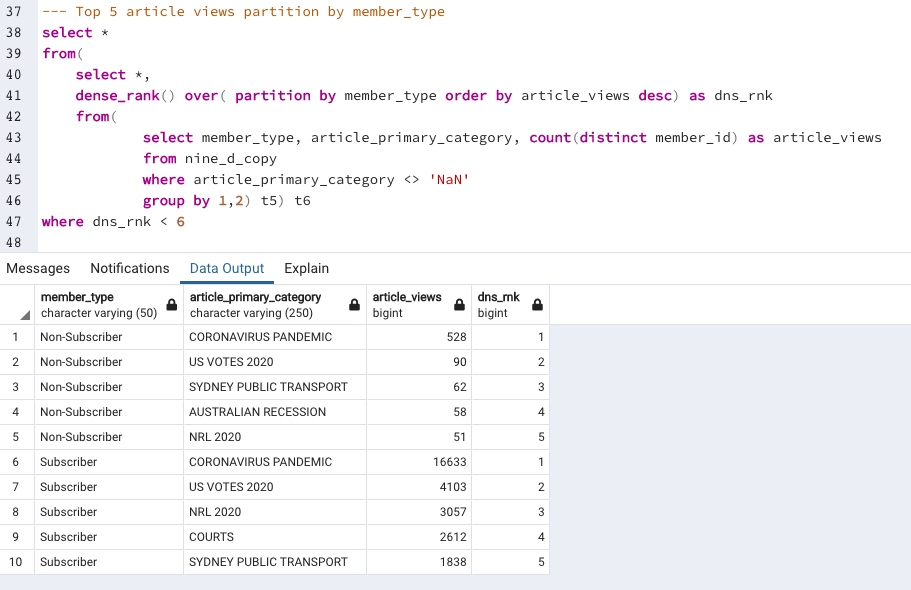 37 --- Top 5 article views partition by member_type
38 select *
39 from(
40 select *,
41 dense_rank() over( partition by member_type order by article_views desc) as dns_rnk
42 from(
43 select member_type, article_primary_category, count(distinct member_id) as article_views
44 from nine_d_copy
45 where article_primary_category <> 'NaN'
46 group by 1,2) t5) t6
47 where dns_rnk < 6
48
Messages Notifications Data Output Explain
member_type article_primary_category article_views dns_rnk
character varying (50) character varying (250) bigint bigint
1 Non-Subscriber CORONAVIRUS PANDEMIC 528 1
2 Non-Subscriber US VOTES 2020 90 2
3 Non-Subscriber SYDNEY PUBLIC TRANSPORT 62 3
4 Non-Subscriber AUSTRALIAN RECESSION 58 4
5 Non-Subscriber NRL 2020 51 5
6 Subscriber CORONAVIRUS PANDEMIC 16633 1
7 Subscriber US VOTES 2020 4103 2
8 Subscriber NRL 2020 3057 3
9 Subscriber COURTS 2612 4
10 Subscriber SYDNEY PUBLIC TRANSPORT 1838 5